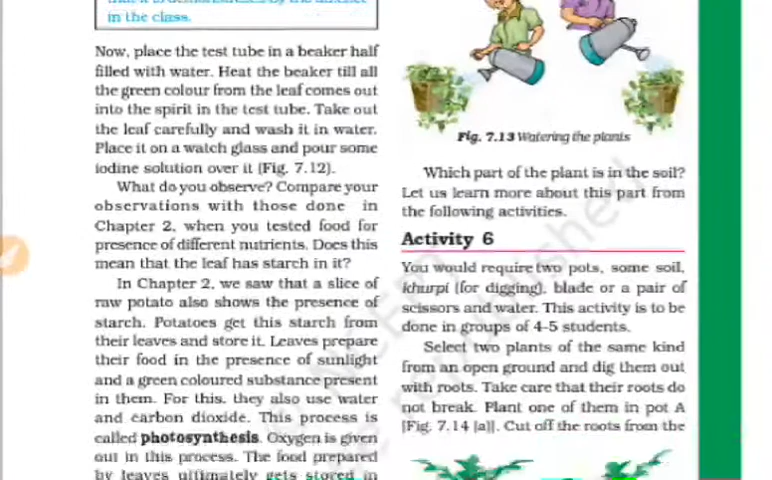 in the class.
Now, place the test tube in a beaker half
filled with water. Heat the beaker till all
the green colour from the leaf comes out
into the spirit in the test tube. Take out
the leaf carefully and wash it in water.
Place it on a watch glass and pour some
iodine solution over it (Fig. 7.12).
What do you observe? Compare your
observations with those done in
Chapter 2, when you tested food for
presence of different nutrients. Does this
mean that the leaf has starch in it?
In Chapter 2, we saw that a slice of
raw potato also shows the presence of
starch. Potatoes get this starch from
their leaves and store it. Leaves prepare
their food in the presence of sunlight
and a green coloured substance present
in them. For this, they also use water
and carbon dioxide. This process is
called photosynthesis. Oxygen is given
out in this process. The food prepared
by leaves ultimately gets stored in
Fig. 7.13 Watering the plants
Which part of the plant is in the soil?
Let us learn more about this part from
the following activities.
Activity 6
You would require two pots, some soil,
khurpi (for digging), blade or a pair of
scissors and water. This activity is to be
done in groups of 4-5 students.
Select two plants of the same kind
from an open ground and dig them out
with roots. Take care that their roots do
not break. Plant one of them in pot A
[Fig. 7.14 (a)]. Cut off the roots from the